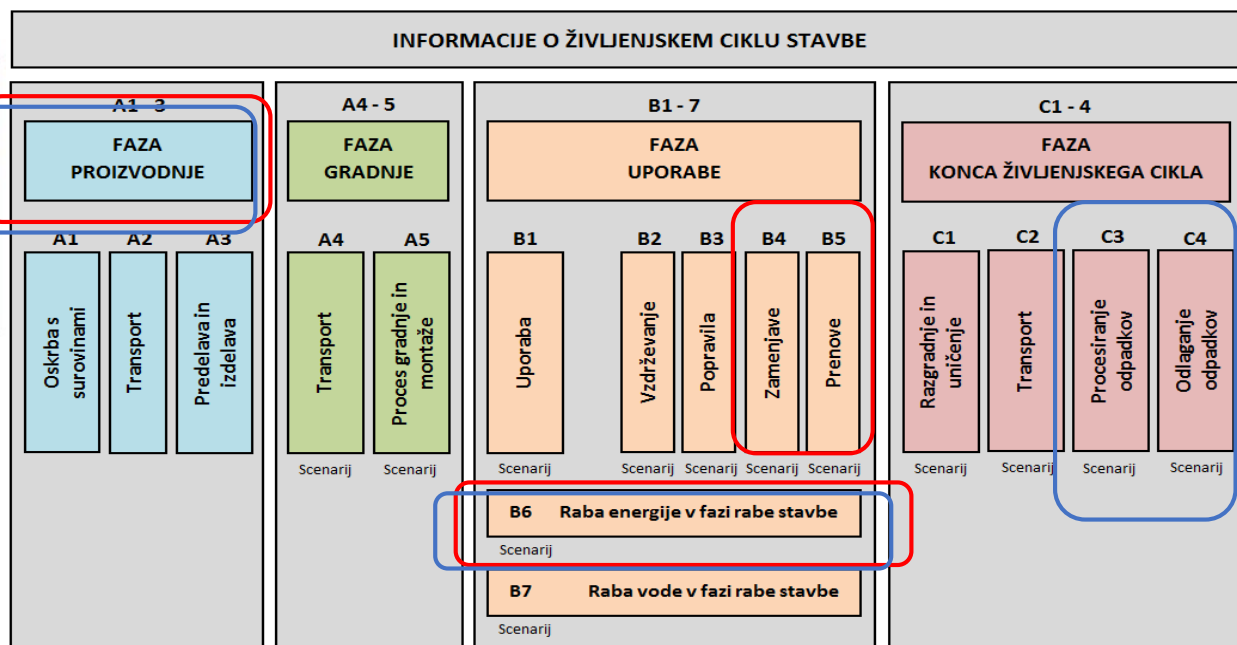 INFORMACIJE O ŽIVLJENJSKEM CIKLU STAVBE
A1 - 3
FAZA
PROIZVODNJE
A1
A2
A3
Oskrba s
surovinami
Transport
Predelava in
izdelava
A4 - 5
FAZA
GRADNJE
A4
A5
Transport
Proces gradnje in
montaže
Scenarij
Scenarij
B1 - 7
FAZA
UPORABE
B1
B2
B3
B4
B5
Uporaba
Vzdrževanje
Popravila
Zamenjave
Prenove
Scenarij
Scenarij
Scenarij
Scenarij
Scenarij
B6 Raba energije v fazi rabe stavbe
Scenarij
B7 Raba vode v fazi rabe stavbe
Scenarij
C1 - 4
FAZA
KONCA ŽIVLJENJSKEGA CIKLA
C1
C2
C3
C4
Razgradnje in
uničenje
Transport
Procesiranje
odpadkov
Odlaganje
odpadkov
Scenarij
Scenarij
Scenarij
Scenarij